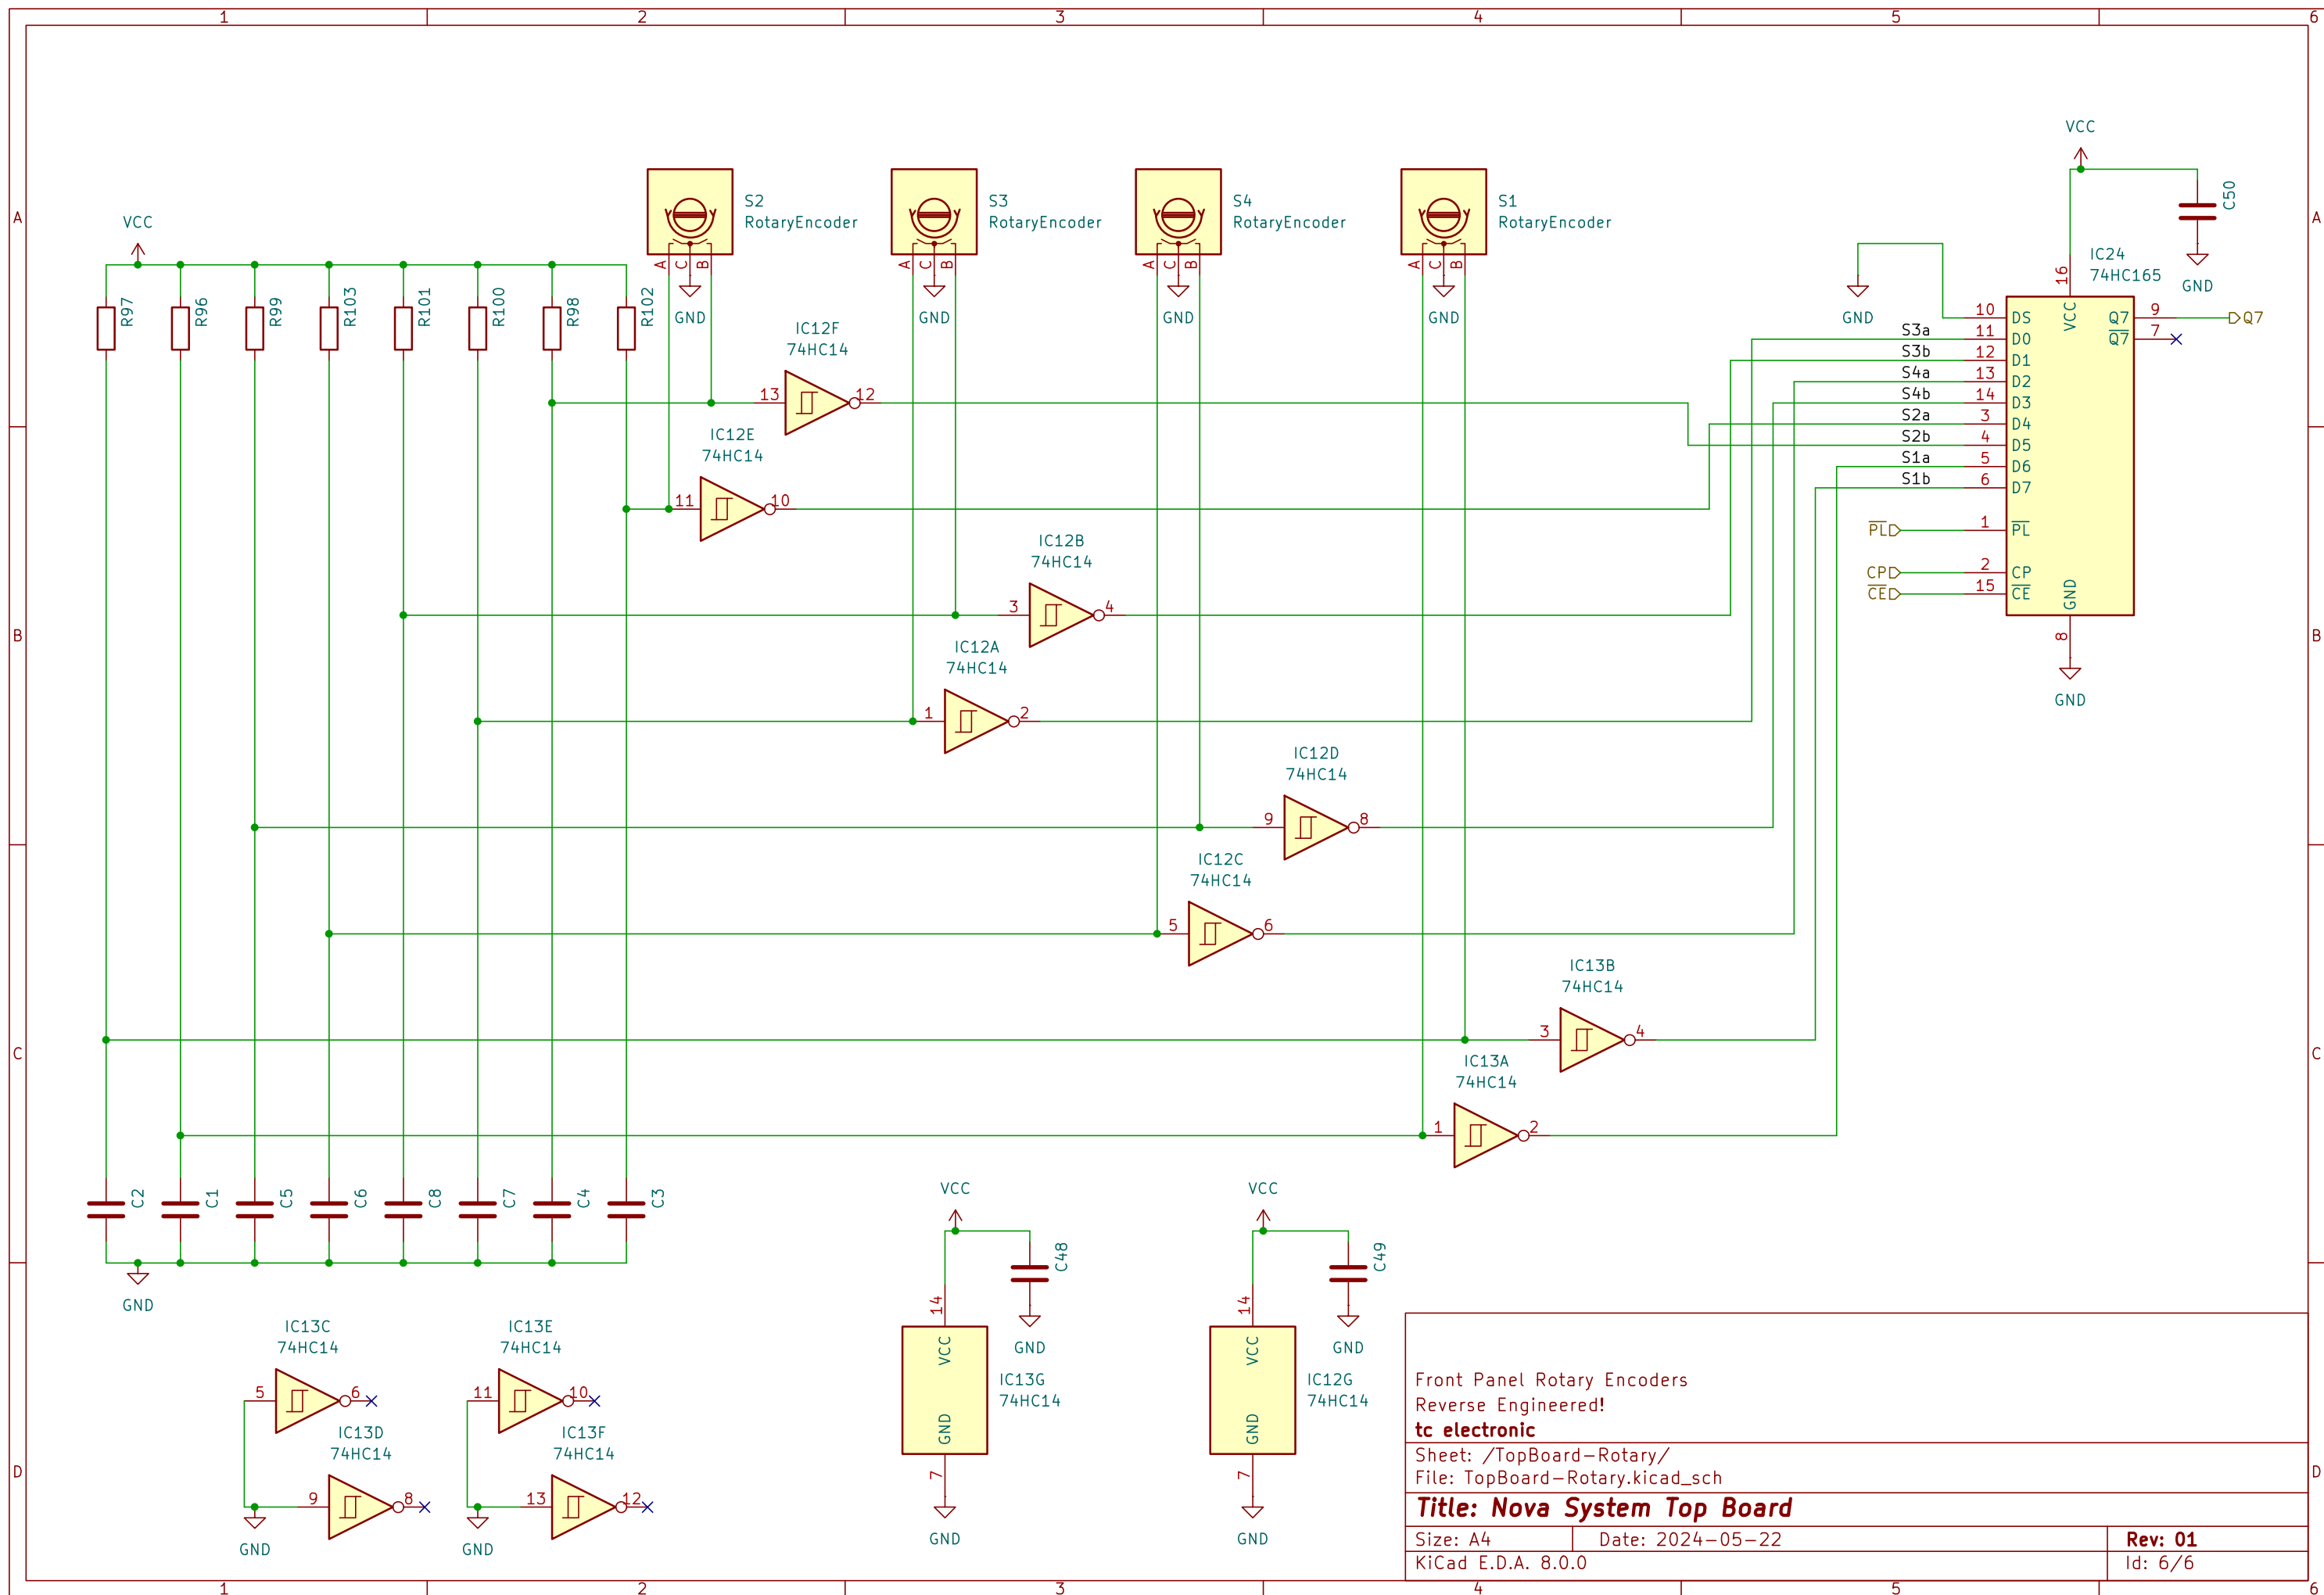 1 2 3 4 5 6
VCC
A A
S2
RotaryEncoder
S3
RotaryEncoder
S4
RotaryEncoder
S1
RotaryEncoder
C50
VCC
IC24
74HC165
GND
A C B
A C B
A C B
A C B
GND
GND
GND
GND
GND
R97 R96 R99 R103 R101 R100 R98 R102
16
VCC
10 DS
Q7 9
Q7
S3a 11 D0
Q7 7
S3b 12 D1
S4a 13 D2
S4b 14 D3
S2a 3 D4
S2b 4 D5
S1a 5 D6
S1b 6 D7
PL 1 PL
CP 2 CP
CE 15 CE
GND
8
GND
IC12F
74HC14
13 12
IC12E
74HC14
11 10
IC12B
74HC14
3 4
B B
IC12A
74HC14
1 2
IC12D
74HC14
9 8
IC12C
74HC14
5 6
IC13B
74HC14
3 4
C C
IC13A
74HC14
1 2
C2 C1 C5 C6 C8 C7 C4 C3
GND
VCC
C48
14
GND
VCC
GND
IC13G
74HC14
7
GND
VCC
C49
14
GND
VCC
GND
IC12G
74HC14
7
GND
IC13C
74HC14
5 6
IC13E
74HC14
11 10
IC13D
74HC14
9 8
GND
IC13F
74HC14
13 12
GND
D D
Front Panel Rotary Encoders
Reverse Engineered!
tc electronic
Sheet: /TopBoard-Rotary/
File: TopBoard-Rotary.kicad_sch
Title: Nova System Top Board
Size: A4
Date: 2024-05-22
Rev: 01
KiCad E.D.A. 8.0.0
Id: 6/6
1 2 3 4 5 6